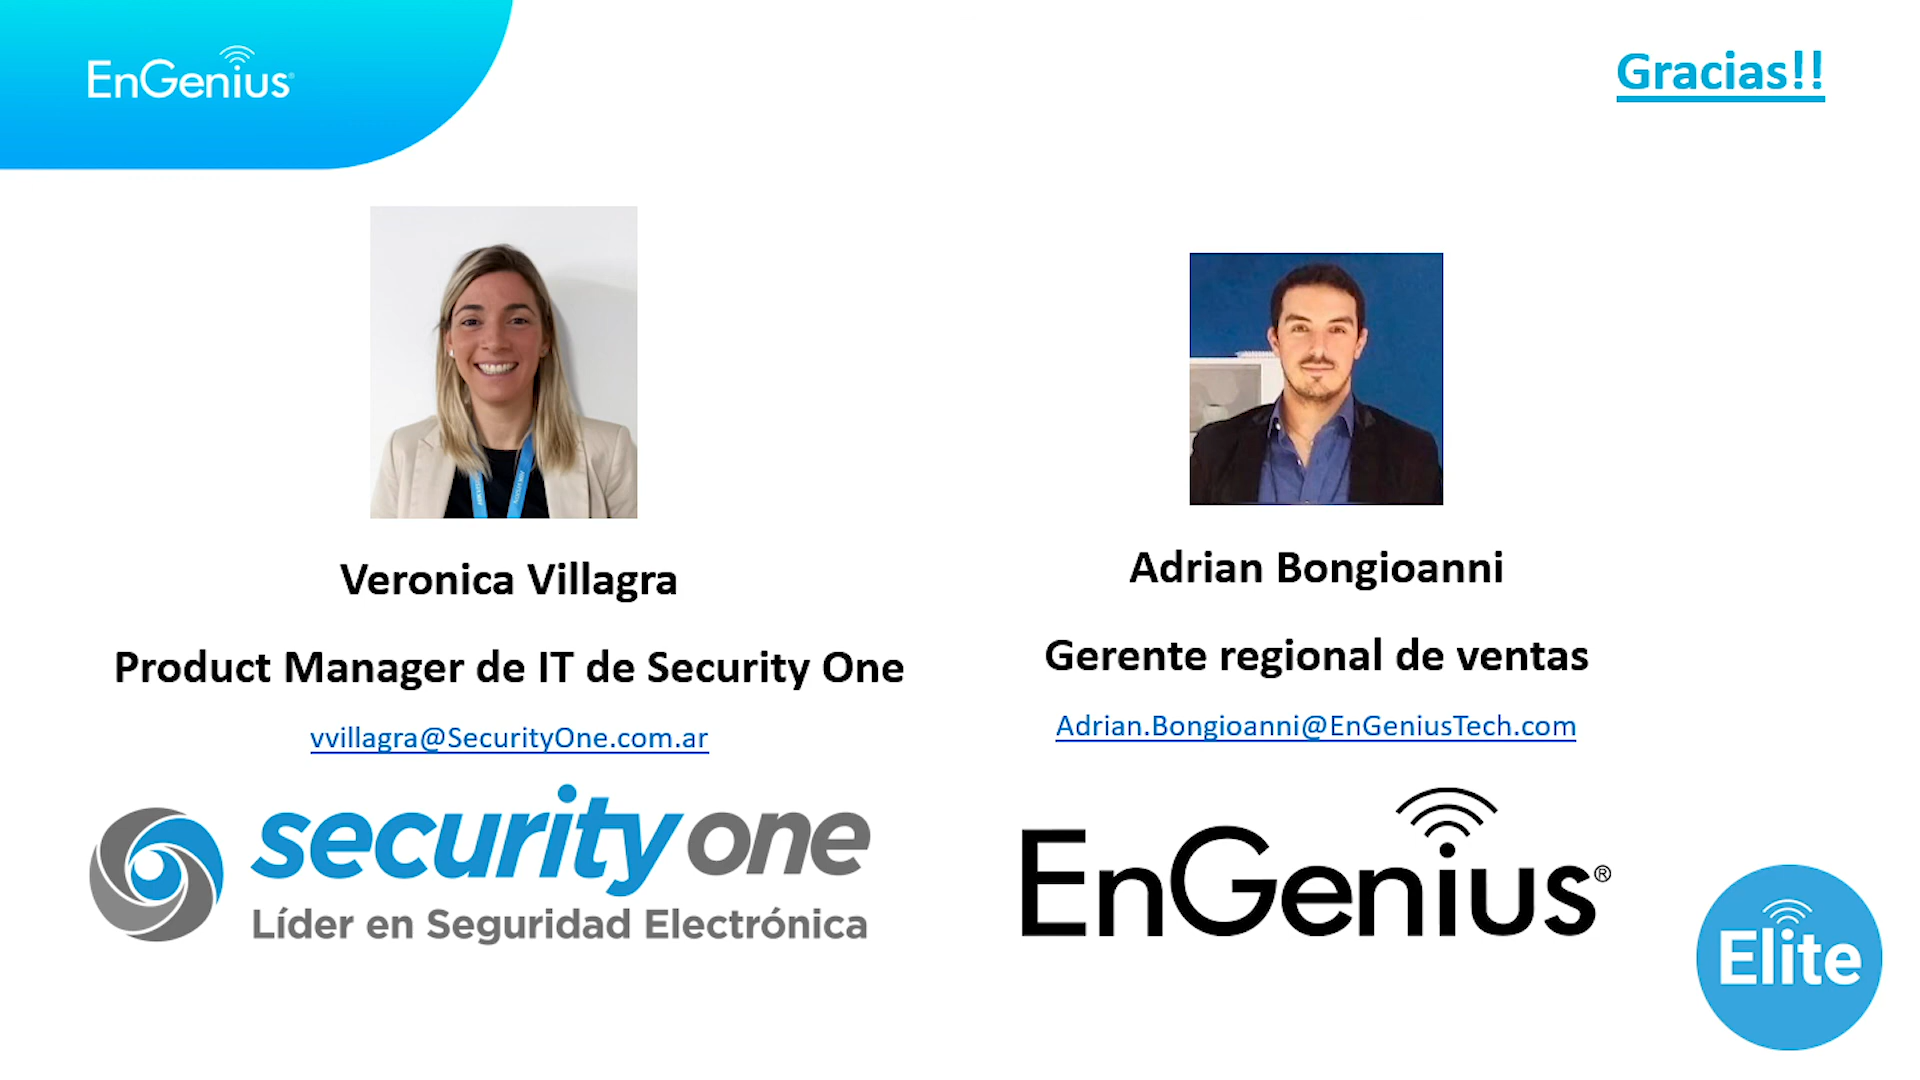 EnGenius
Gracias!!
Veronica Villagra
Product Manager de IT de Security One
vvillagra@SecurityOne.com.ar
security one
Líder en Seguridad Electrónica
Adrian Bongioanni
Gerente regional de ventas
Adrian.Bongioanni@EnGeniusTech.com
EnGenius®
Elite